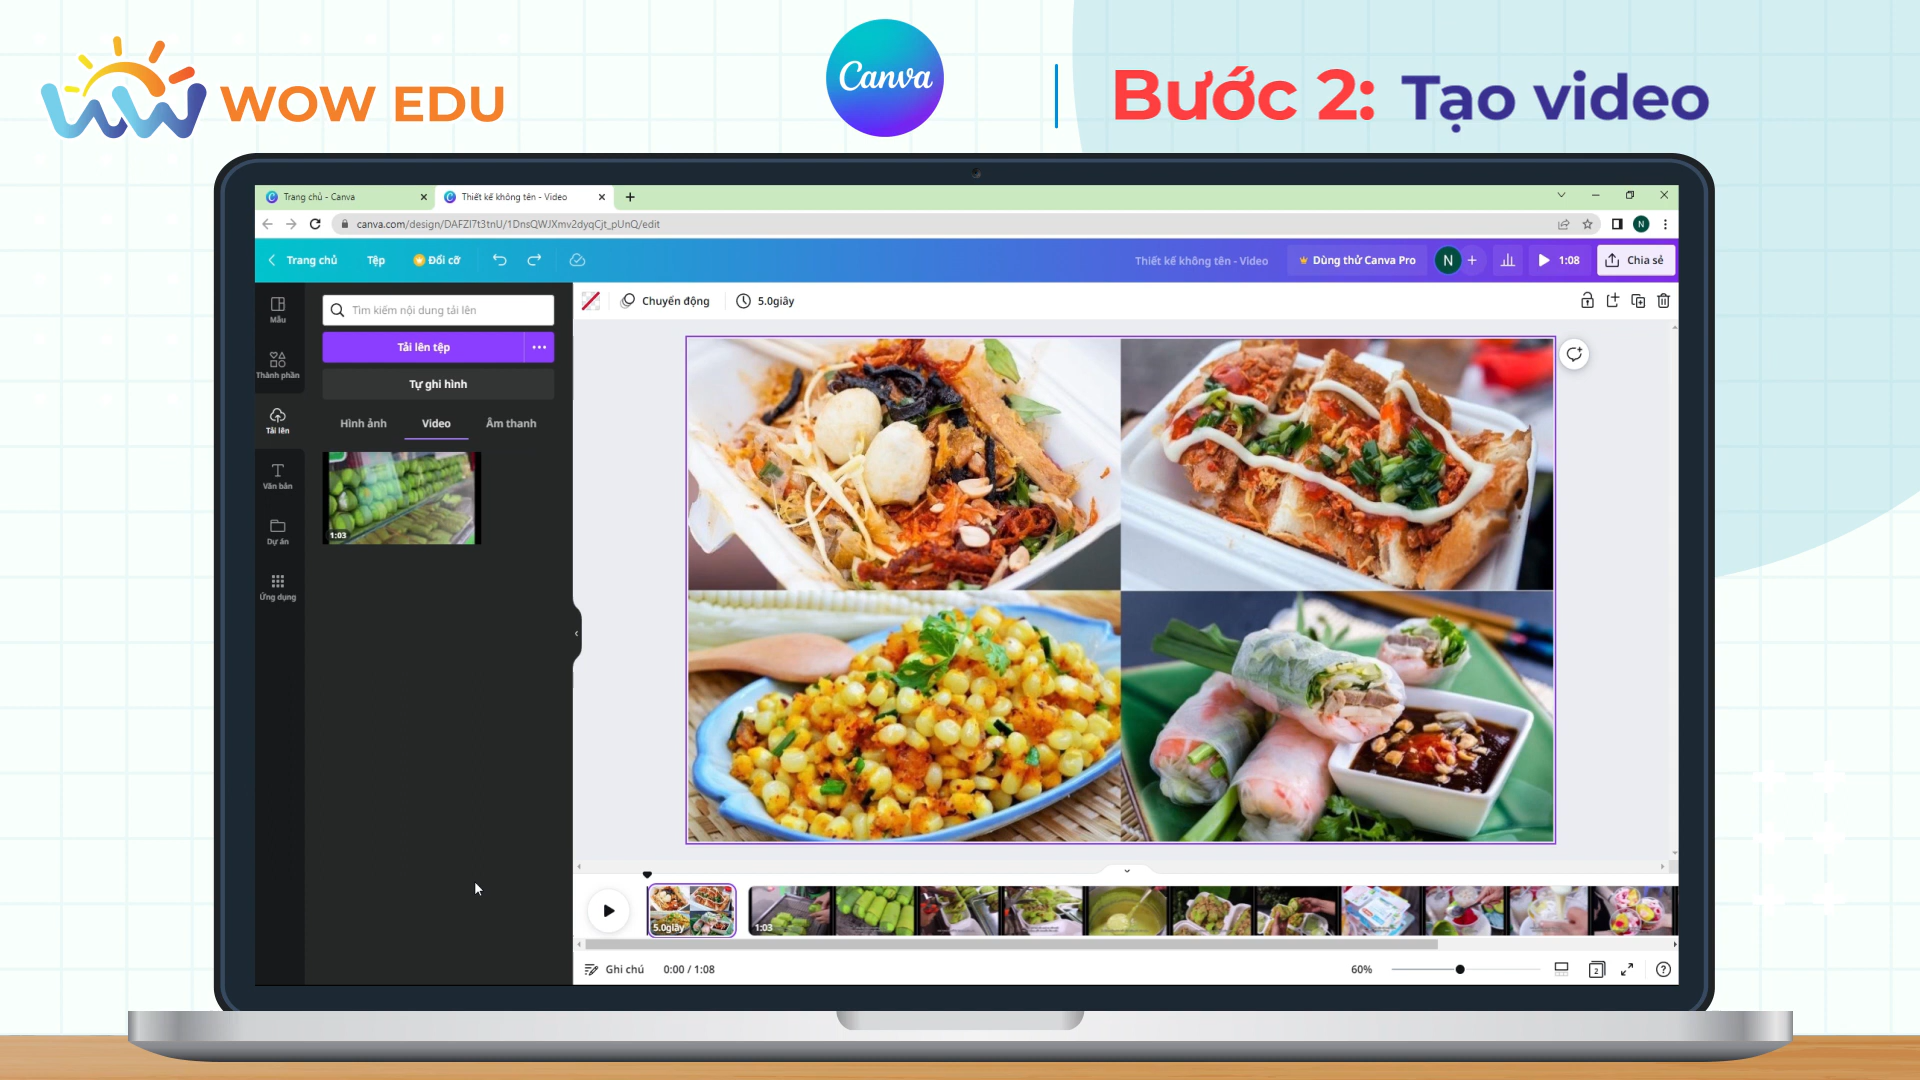 WOW EDU
Canva
Bước 2: Tạo video
Trang chủ - Canva
Thiết kế không tên - Video
canva.com/design/DAFZI7t3tnU/1DnsQWJXmv2dyqCjt_pUnQ/edit
N
Trang chủ
Tệp
Đổi cỡ
Thiết kế không tên - Video
Dùng thử Canva Pro
N
1:08
Chia sẻ
Mẫu
Thành phần
Tải lên
Văn bản
Dự án
Ứng dụng
Tìm kiếm nội dung tải lên
Tải lên tệp
Tự ghi hình
Hình ảnh
Video
Âm thanh
1:03
Chuyển động
5.0giây
5.0giây
1:03
Ghi chú
0:00 / 1:08
60%
2